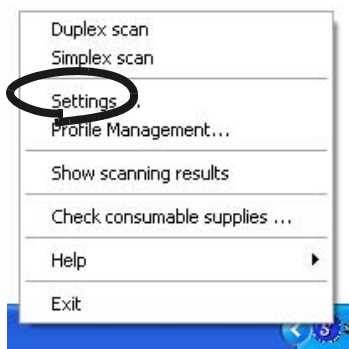 Duplex scan
Simplex scan
Settings ...
Profile Management...
Show scanning results
Check consumable supplies ...
Help
Exit
S